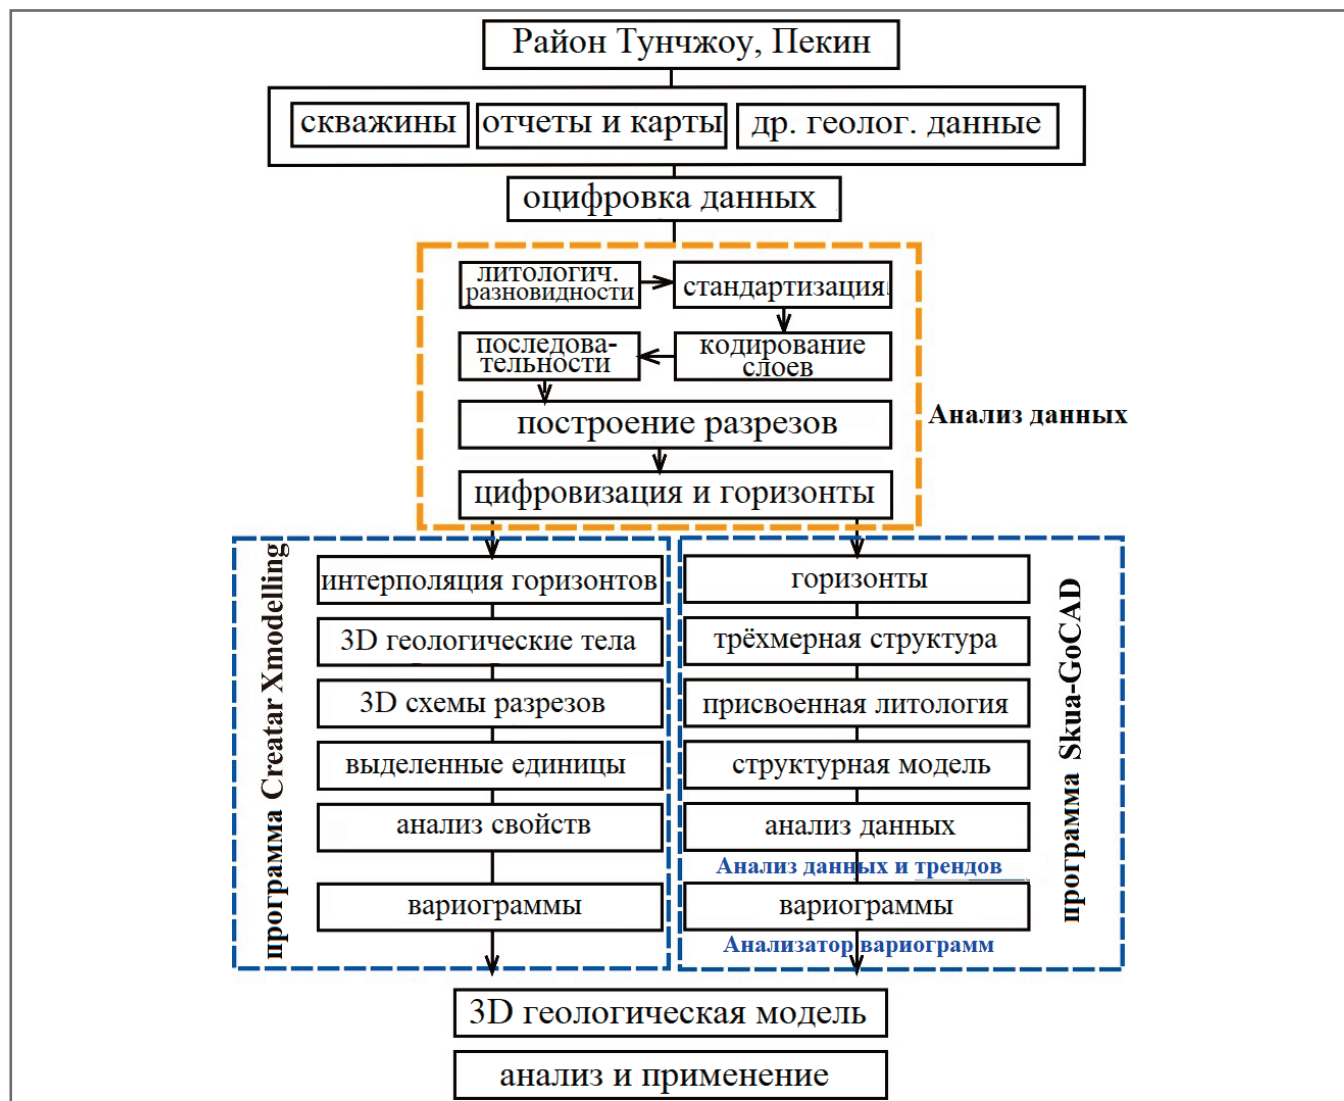 Район Тунчжоу, Пекин
скважины
отчеты и карты
др. геолог. данные
оцифровка данных
литологич.
разновидности
стандартизация
последова-
тельности
кодирование
слоев
построение разрезов
Анализ данных
цифровизация и горизонты
программа Creatar Xmodelling
интерполяция горизонтов
3D геологические тела
3D схемы разрезов
выделенные единицы
анализ свойств
вариограммы
горизонты
трёхмерная структура
присвоенная литология
структурная модель
анализ данных
Анализ данных и трендов
вариограммы
Анализатор вариограмм
программа Skua-GoCAD
3D геологическая модель
анализ и применение